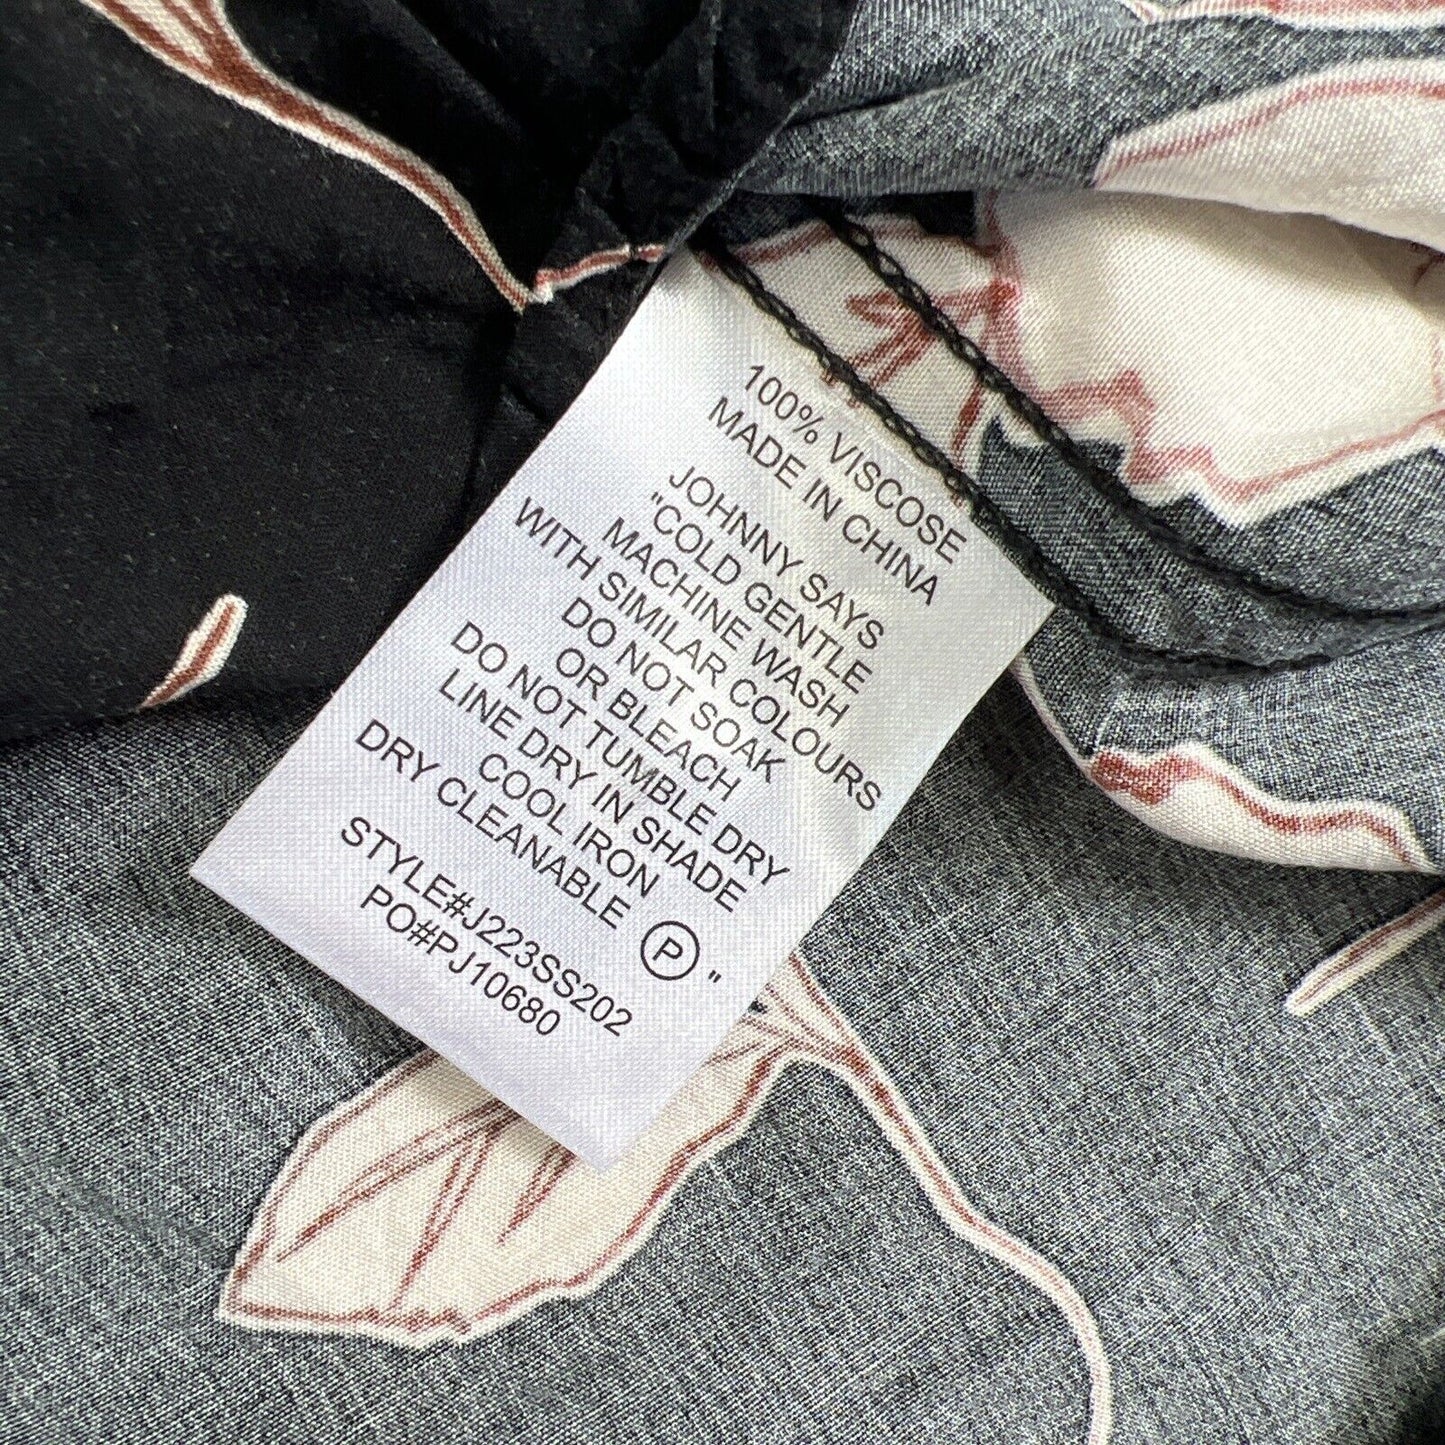 100% VISCOSE
MADE IN CHINA
JOHNNY SAYS
"COLD GENTLE
MACHINE WASH
WITH SIMILAR COLOURS
DO NOT SOAK
OR BLEACH
DO NOT TUMBLE DRY
LINE DRY IN SHADE
COOL IRON
DRY CLEANABLE Ⓟ "
STYLE#J223SS202
PO#PJ10680